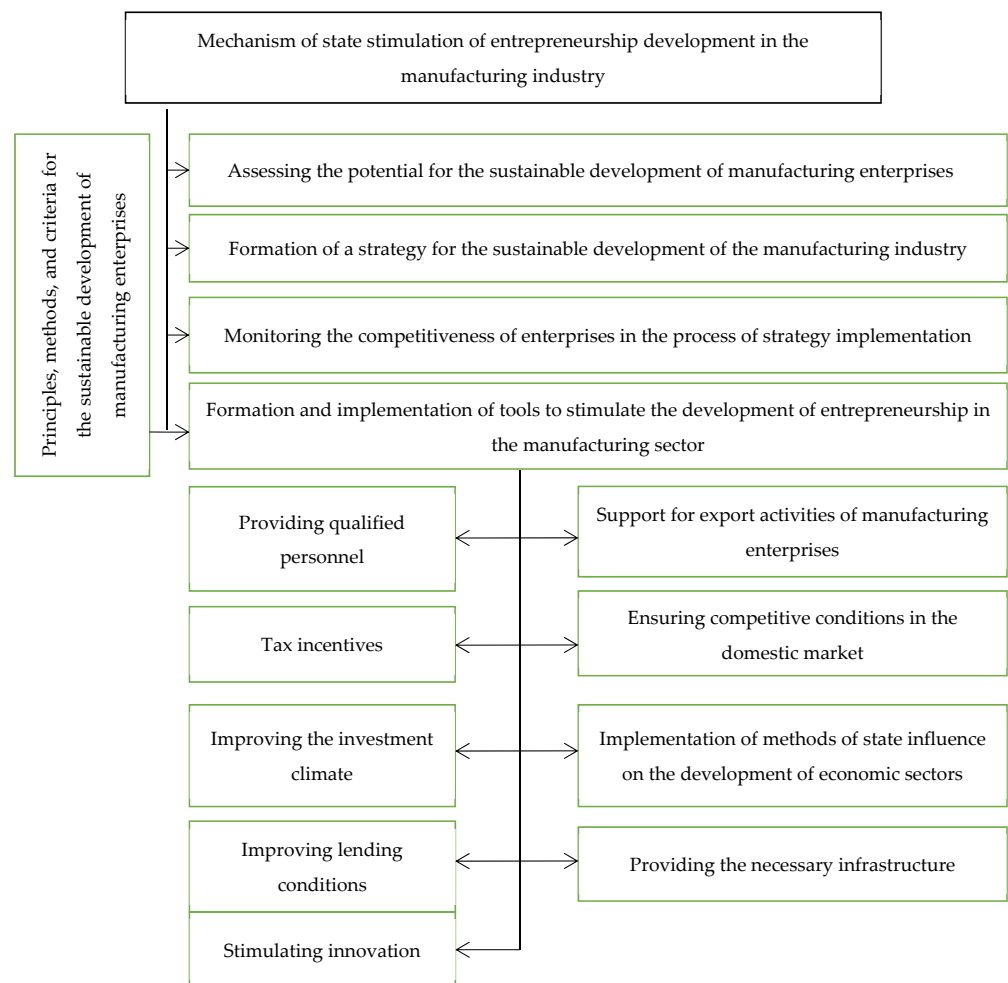 Mechanism of state stimulation of entrepreneurship development in the
manufacturing industry
Principles, methods, and criteria for
the sustainable development of
manufacturing enterprises
Assessing the potential for the sustainable development of manufacturing enterprises
Formation of a strategy for the sustainable development of the manufacturing industry
Monitoring the competitiveness of enterprises in the process of strategy implementation
Formation and implementation of tools to stimulate the development of entrepreneurship in
the manufacturing sector
Providing qualified
personnel
Support for export activities of manufacturing
enterprises
Tax incentives
Ensuring competitive conditions in the
domestic market
Improving the investment
climate
Implementation of methods of state influence
on the development of economic sectors
Improving lending
conditions
Providing the necessary infrastructure
Stimulating innovation